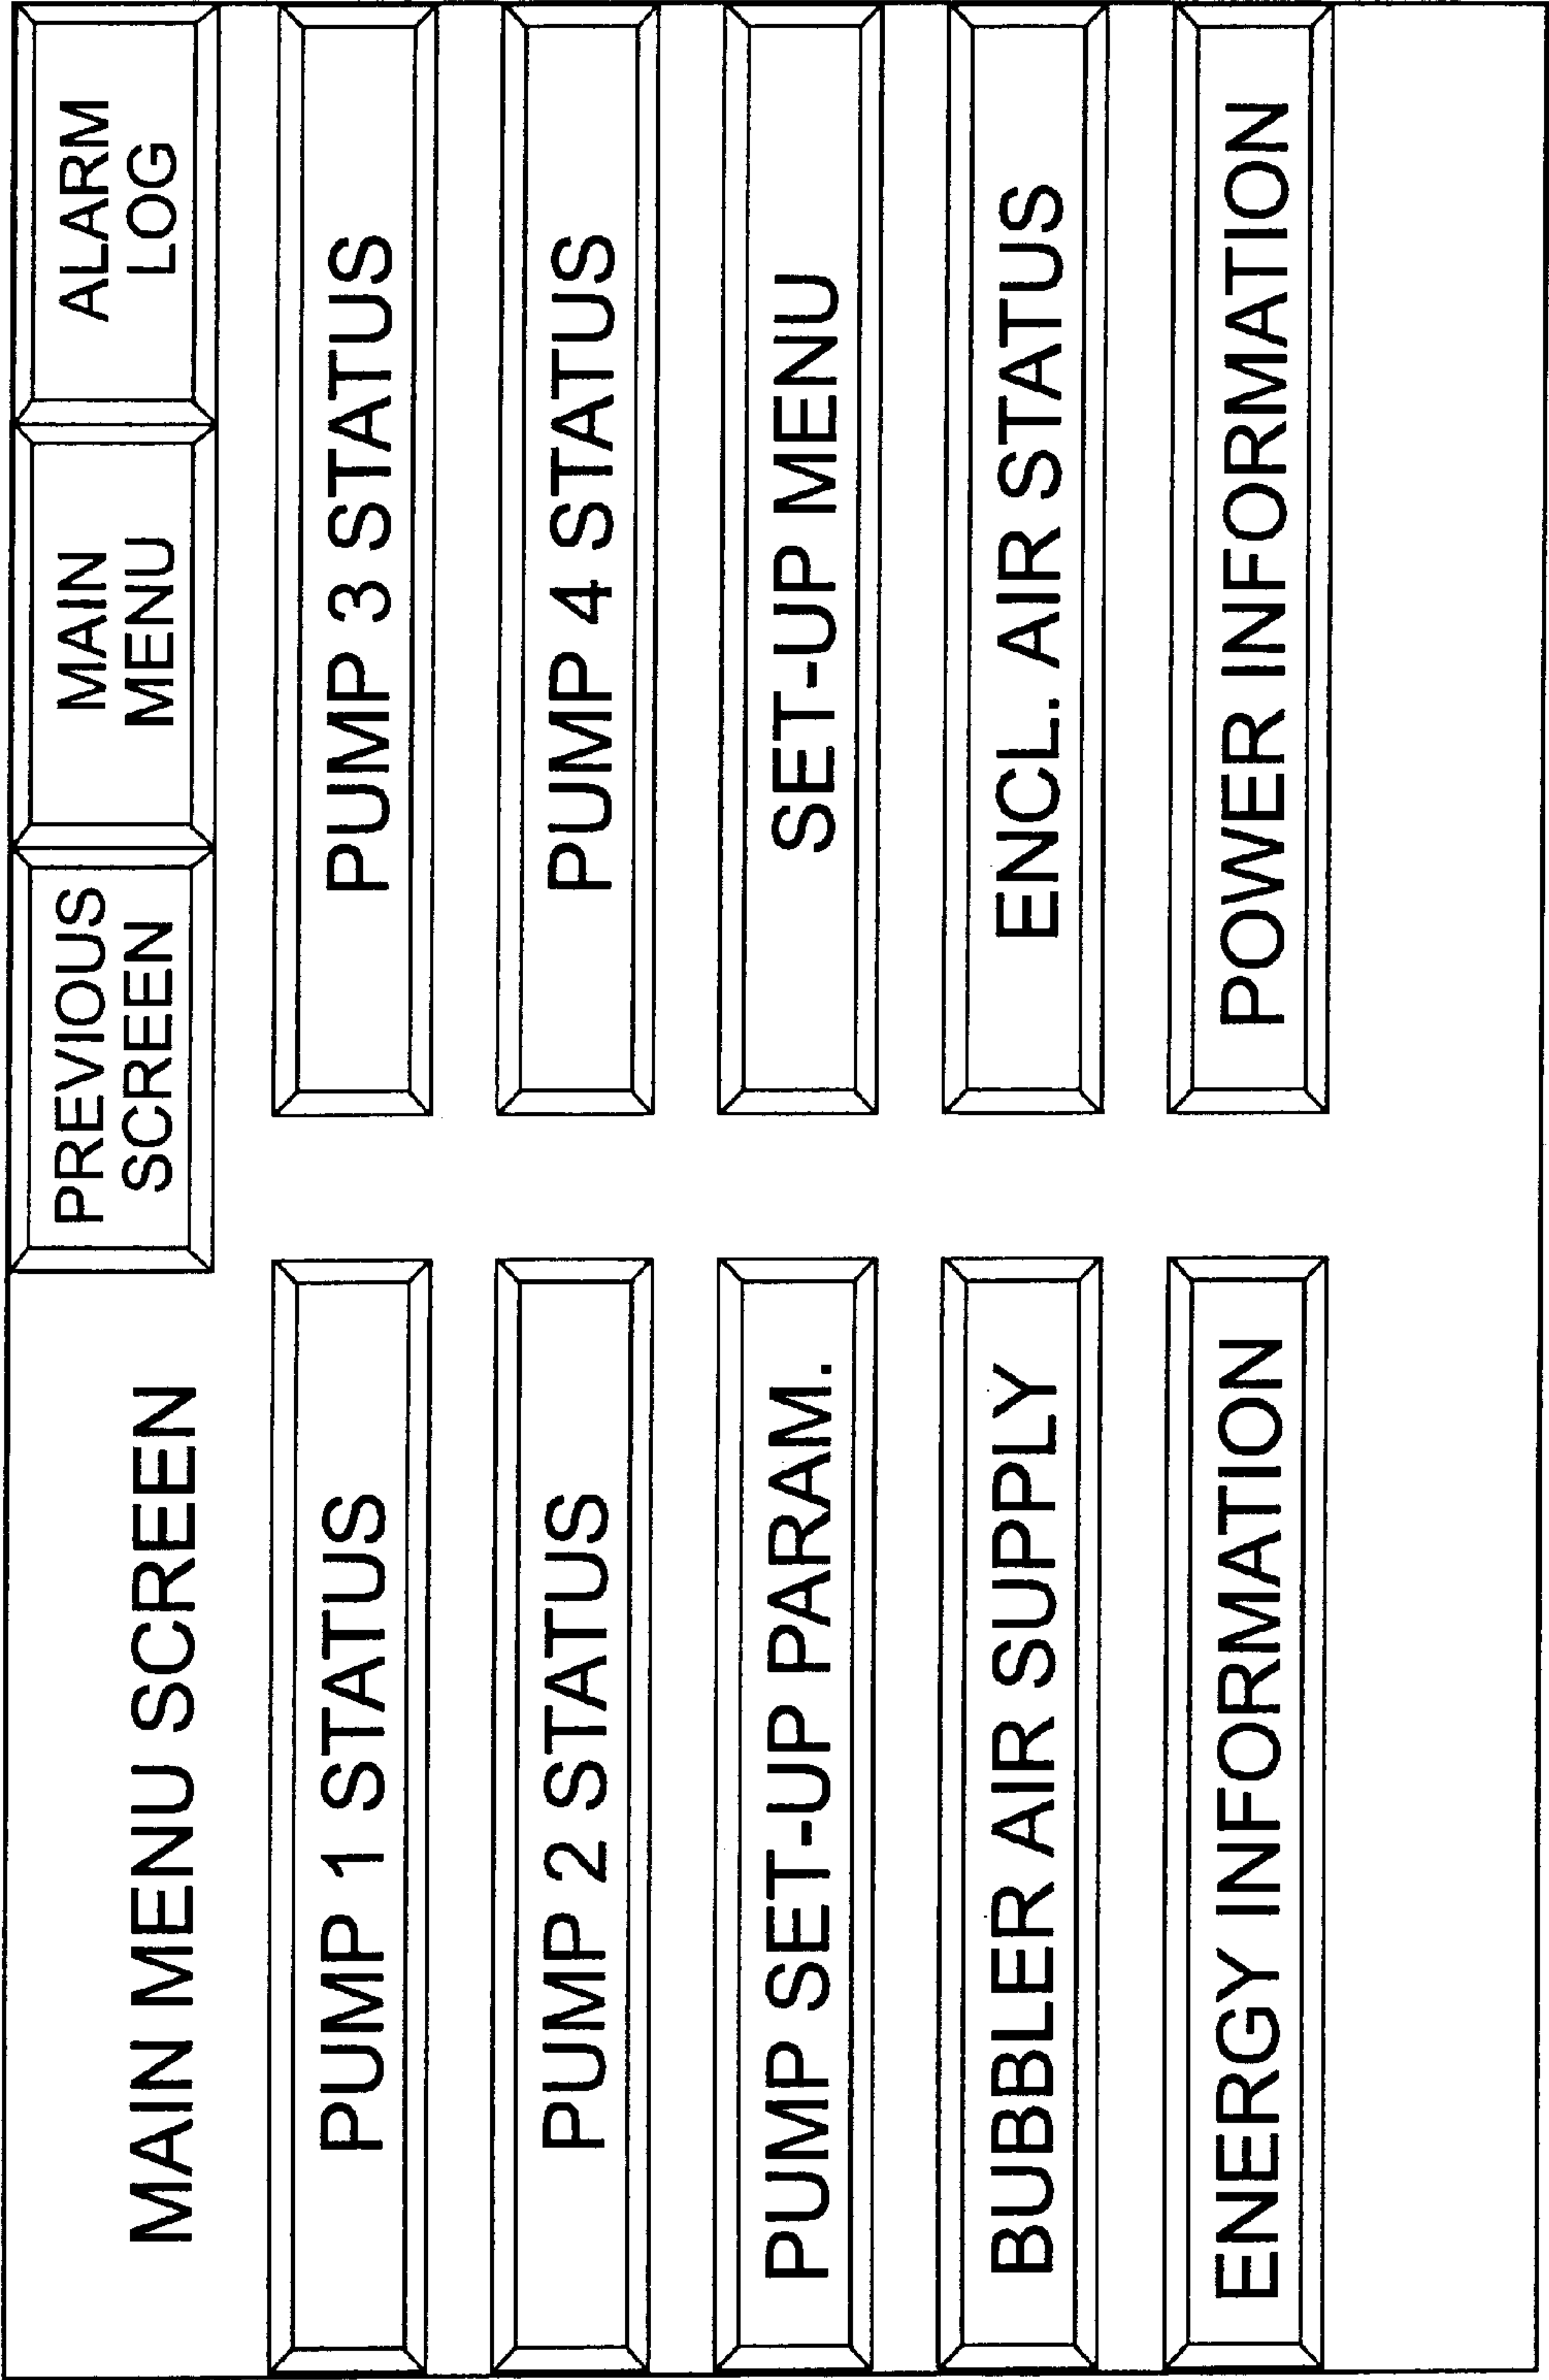 MAIN MENU SCREEN
PREVIOUS
SCREEN
MAIN
MENU
ALARM
LOG
PUMP 1 STATUS
PUMP 3 STATUS
PUMP 2 STATUS
PUMP 4 STATUS
PUMP SET-UP PARAM.
SET-UP MENU
BUBBLER AIR SUPPLY
ENCL. AIR STATUS
ENERGY INFORMATION
POWER INFORMATION